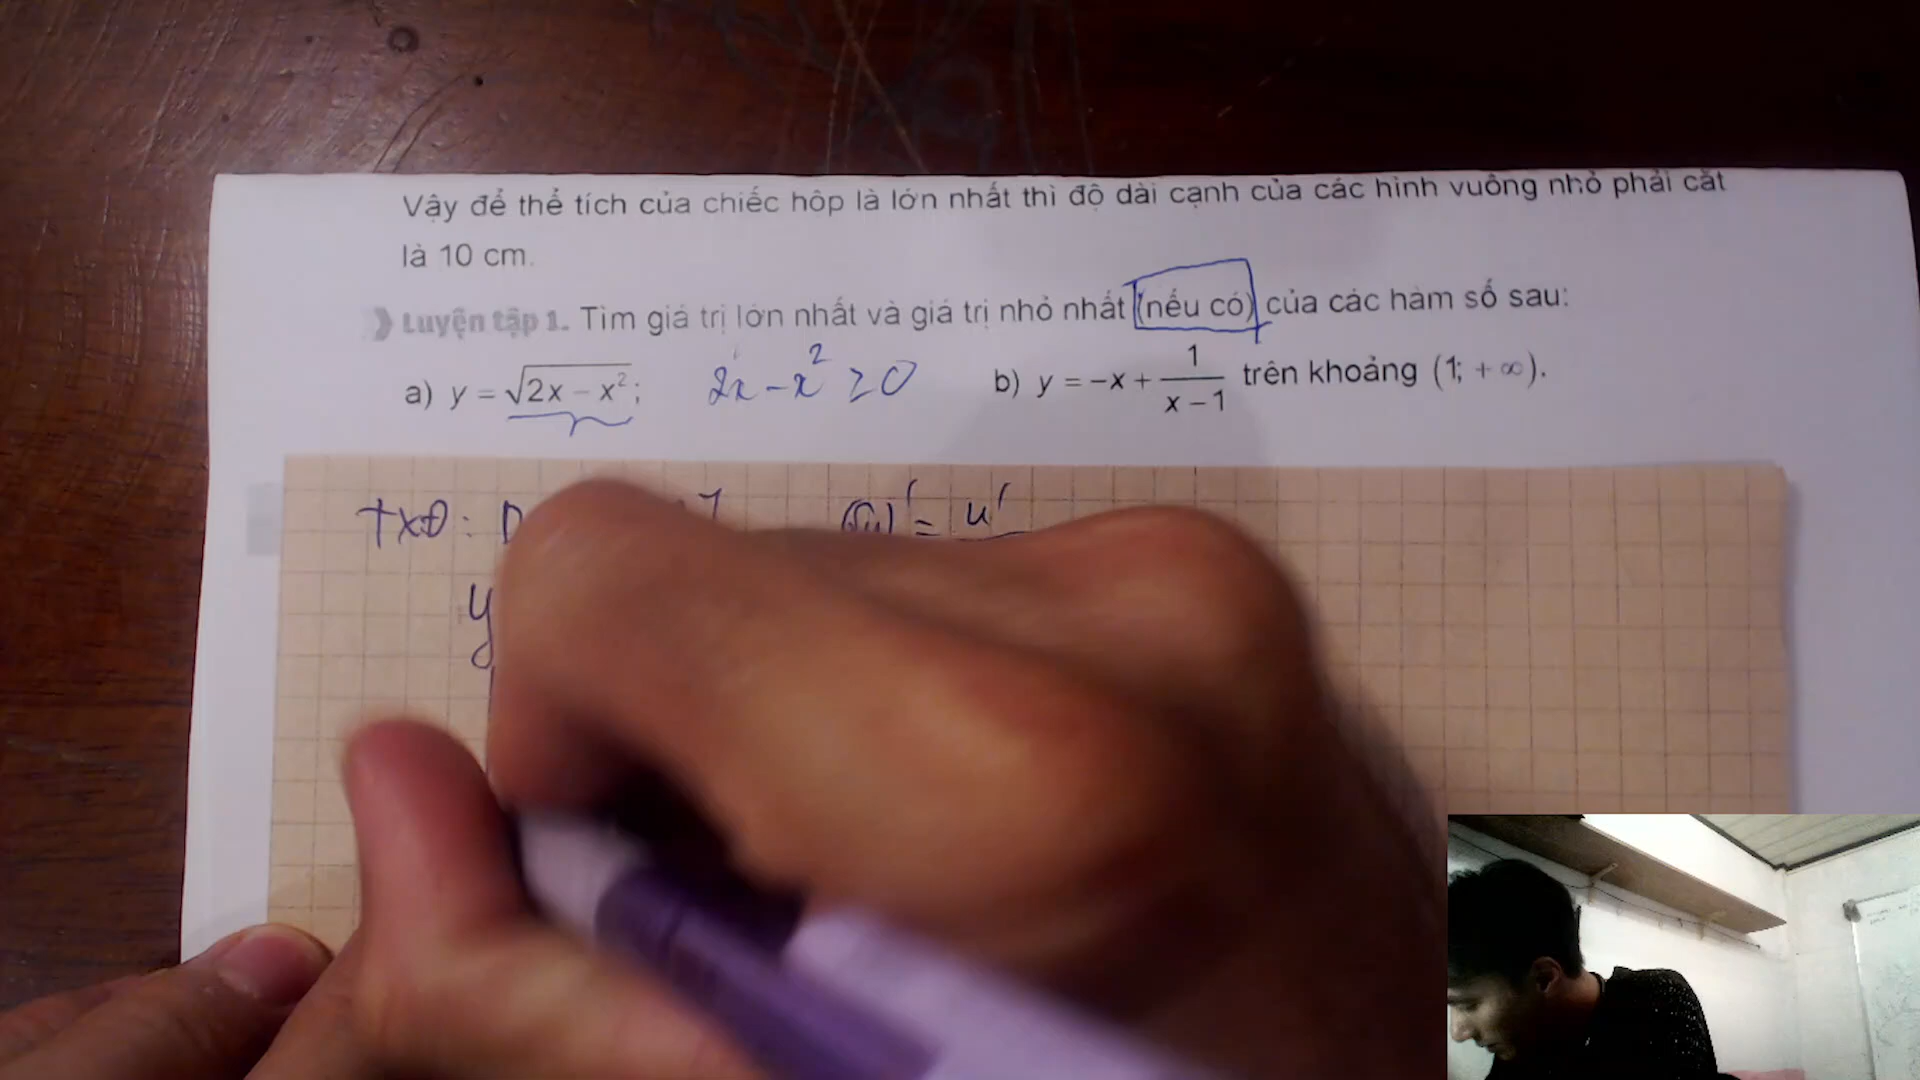 Vậy để thể tích của chiếc hộp là lớn nhất thì độ dài cạnh của các hình vuông nhỏ phải cắt
là 10 cm.
Luyện tập 1. Tìm giá trị lớn nhất và giá trị nhỏ nhất (nếu có) của các hàm số sau:
a) y = √(2x − x²); 2x − x² ≥ 0 b) y = −x + 1/(x − 1) trên khoảng (1; + ∞).
TXĐ: D (√u)' = u'
y